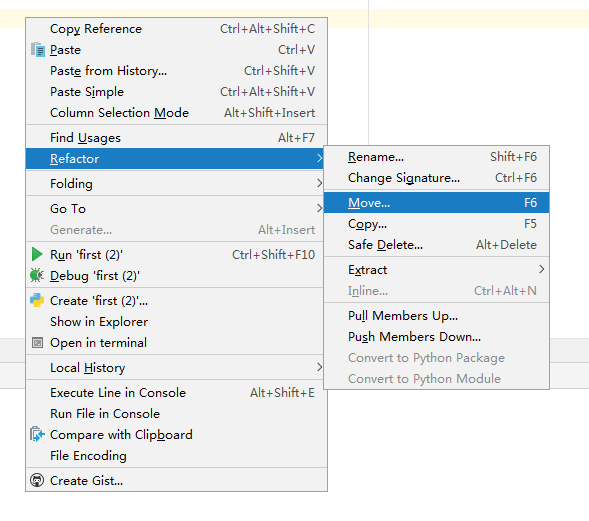 Copy Reference Ctrl+Alt+Shift+C
Paste Ctrl+V
Paste from History... Ctrl+Shift+V
Paste Simple Ctrl+Alt+Shift+V
Column Selection Mode Alt+Shift+Insert
Find Usages Alt+F7
Refactor
Folding
Go To
Generate... Alt+Insert
Run 'first (2)' Ctrl+Shift+F10
Debug 'first (2)'
Create 'first (2)'...
Show in Explorer
Open in terminal
Local History
Execute Line in Console Alt+Shift+E
Run File in Console
Compare with Clipboard
File Encoding
Create Gist...
Rename... Shift+F6
Change Signature... Ctrl+F6
Move... F6
Copy... F5
Safe Delete... Alt+Delete
Extract
Inline... Ctrl+Alt+N
Pull Members Up...
Push Members Down...
Convert to Python Package
Convert to Python Module